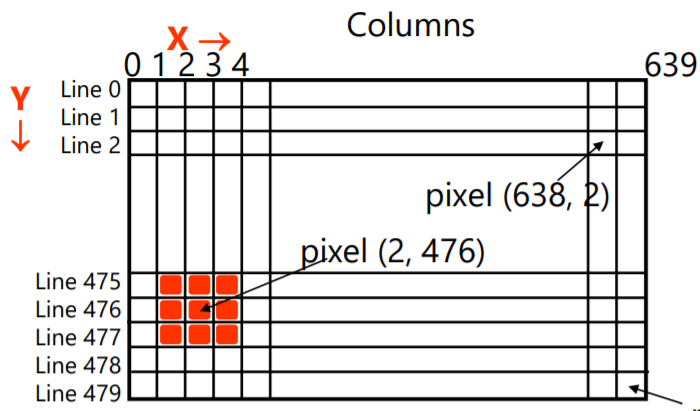 Columns
X →
0 1 2 3 4 639
Y
↓
Line 0
Line 1
Line 2
pixel (638, 2)
pixel (2, 476)
Line 475
Line 476
Line 477
Line 478
Line 479